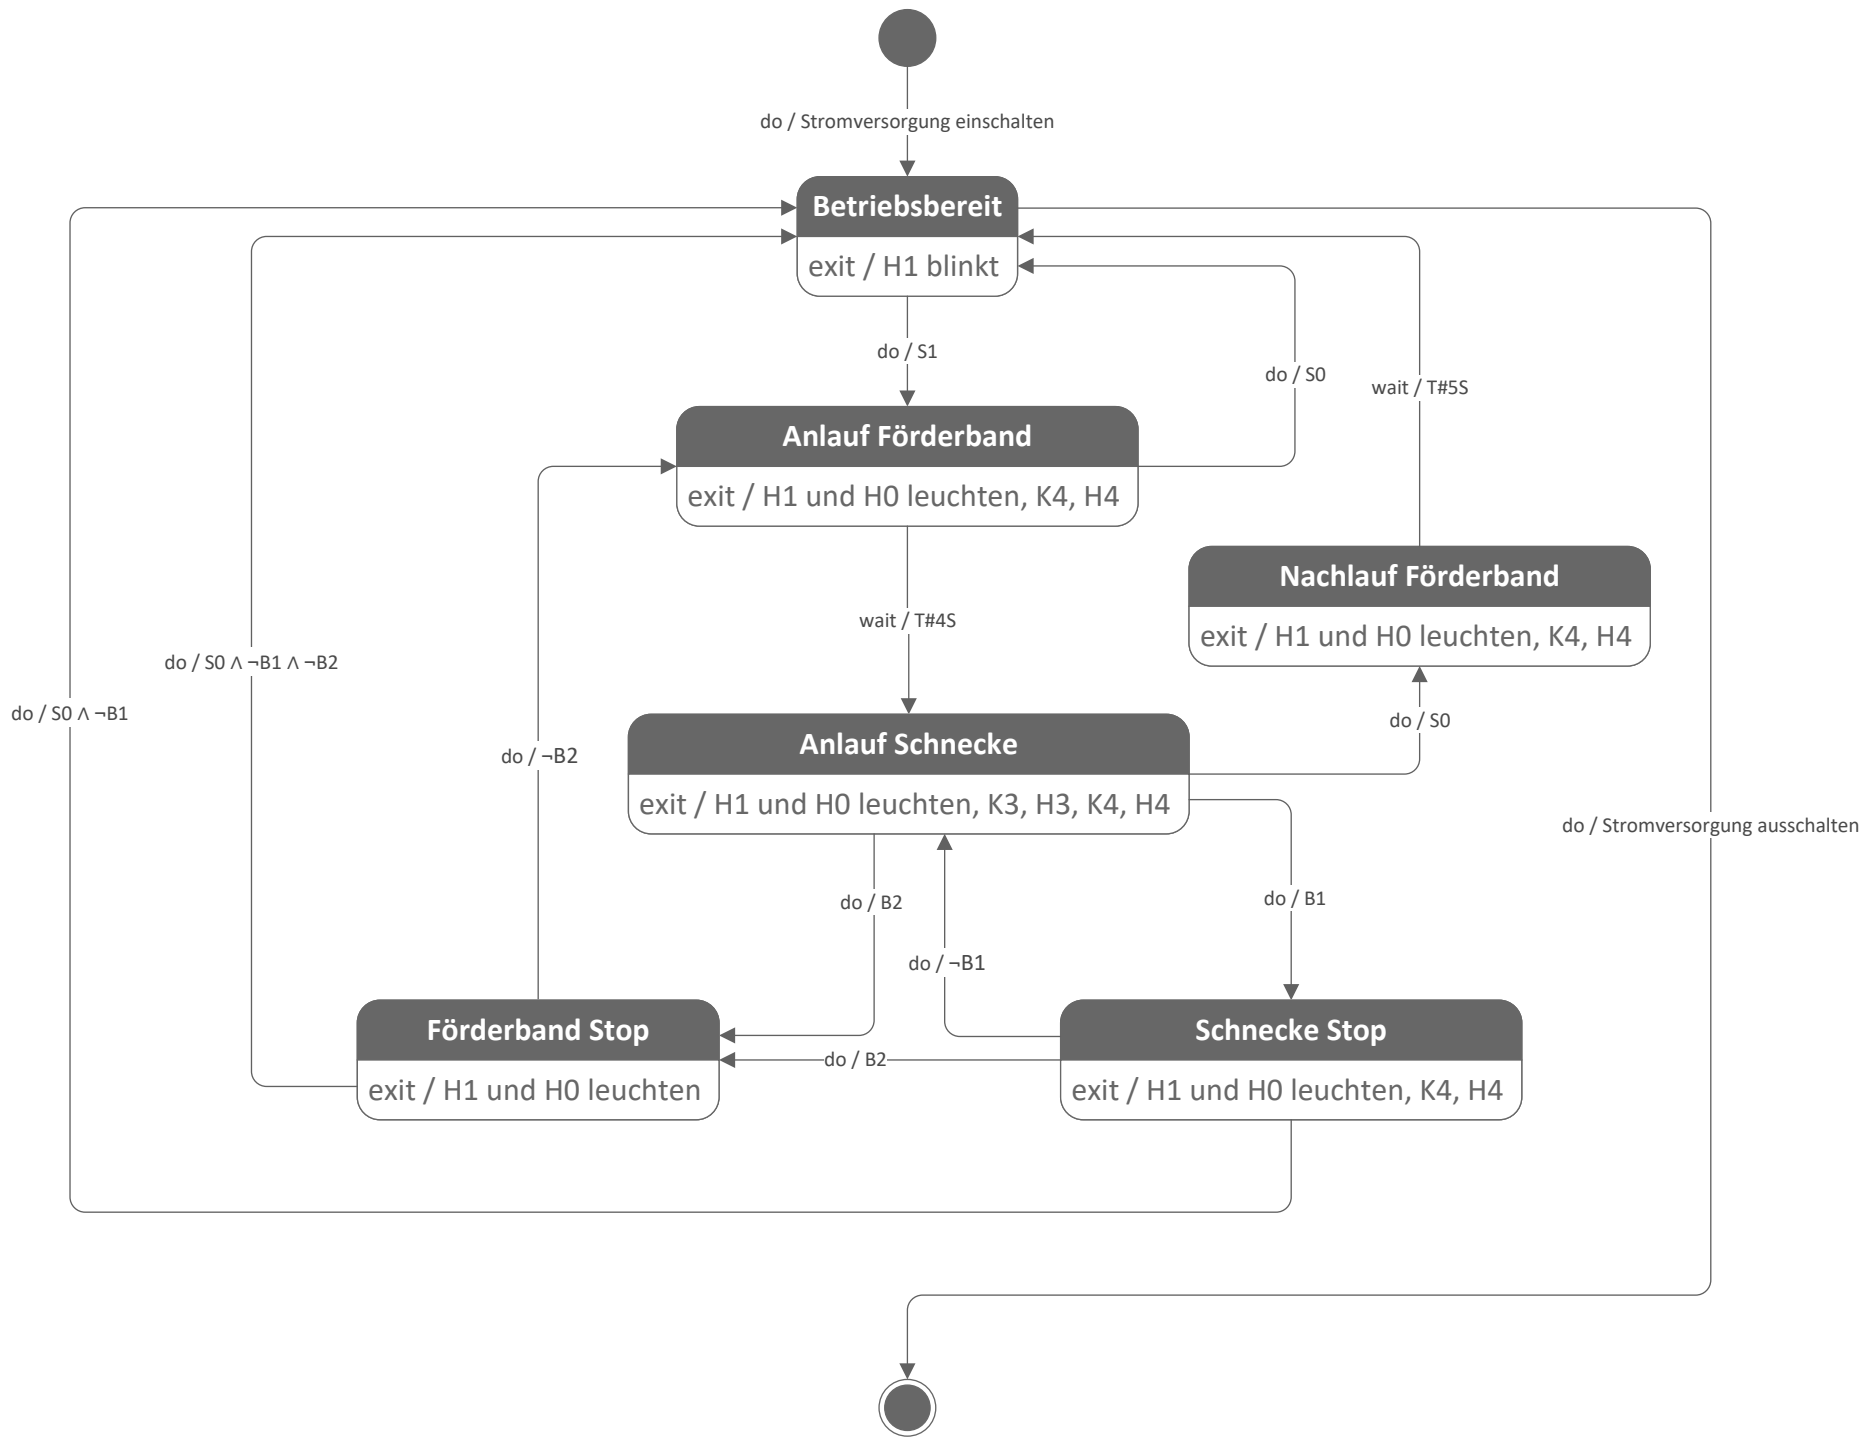 do / Stromversorgung einschalten
Betriebsbereit
exit / H1 blinkt
do / S1
do / S0
wait / T#5S
Anlauf Förderband
exit / H1 und H0 leuchten, K4, H4
Nachlauf Förderband
exit / H1 und H0 leuchten, K4, H4
wait / T#4S
do / S0 ∧ ¬B1 ∧ ¬B2
do / S0 ∧ ¬B1
do / ¬B2
do / S0
Anlauf Schnecke
exit / H1 und H0 leuchten, K3, H3, K4, H4
do / Stromversorgung ausschalten
do / B2
do / B1
do / ¬B1
Förderband Stop
exit / H1 und H0 leuchten
do / B2
Schnecke Stop
exit / H1 und H0 leuchten, K4, H4